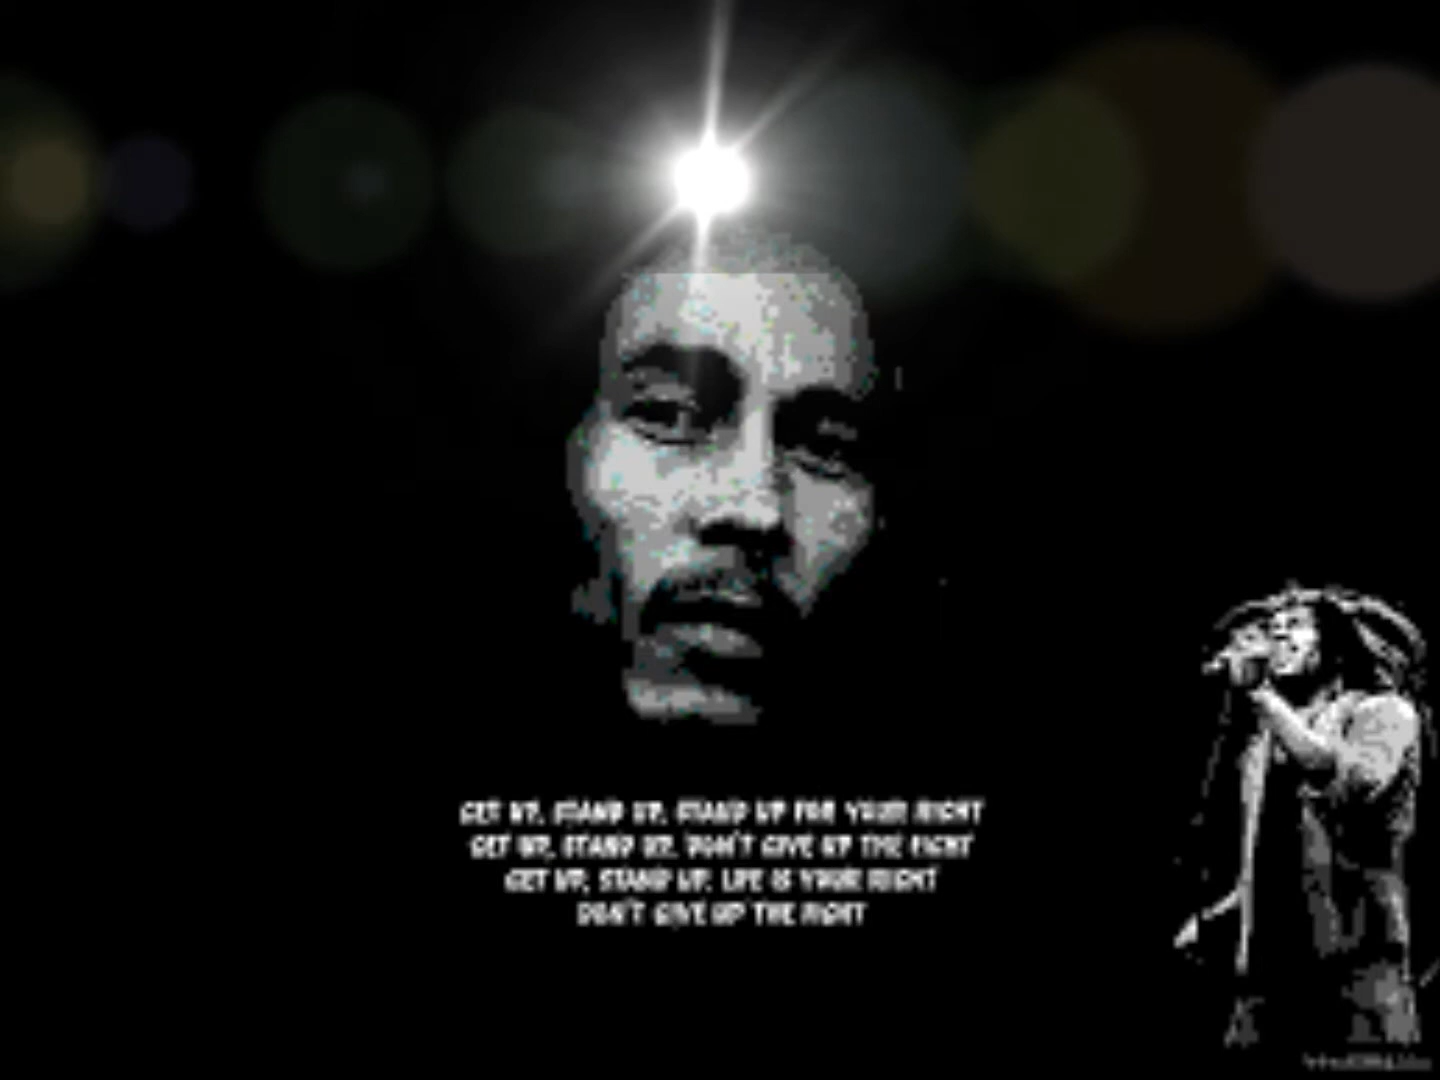 GET UP, STAND UP, STAND UP FOR YOUR RIGHT
GET UP, STAND UP, DON'T GIVE UP THE FIGHT
GET UP, STAND UP. LIFE IS YOUR RIGHT
DON'T GIVE UP THE FIGHT